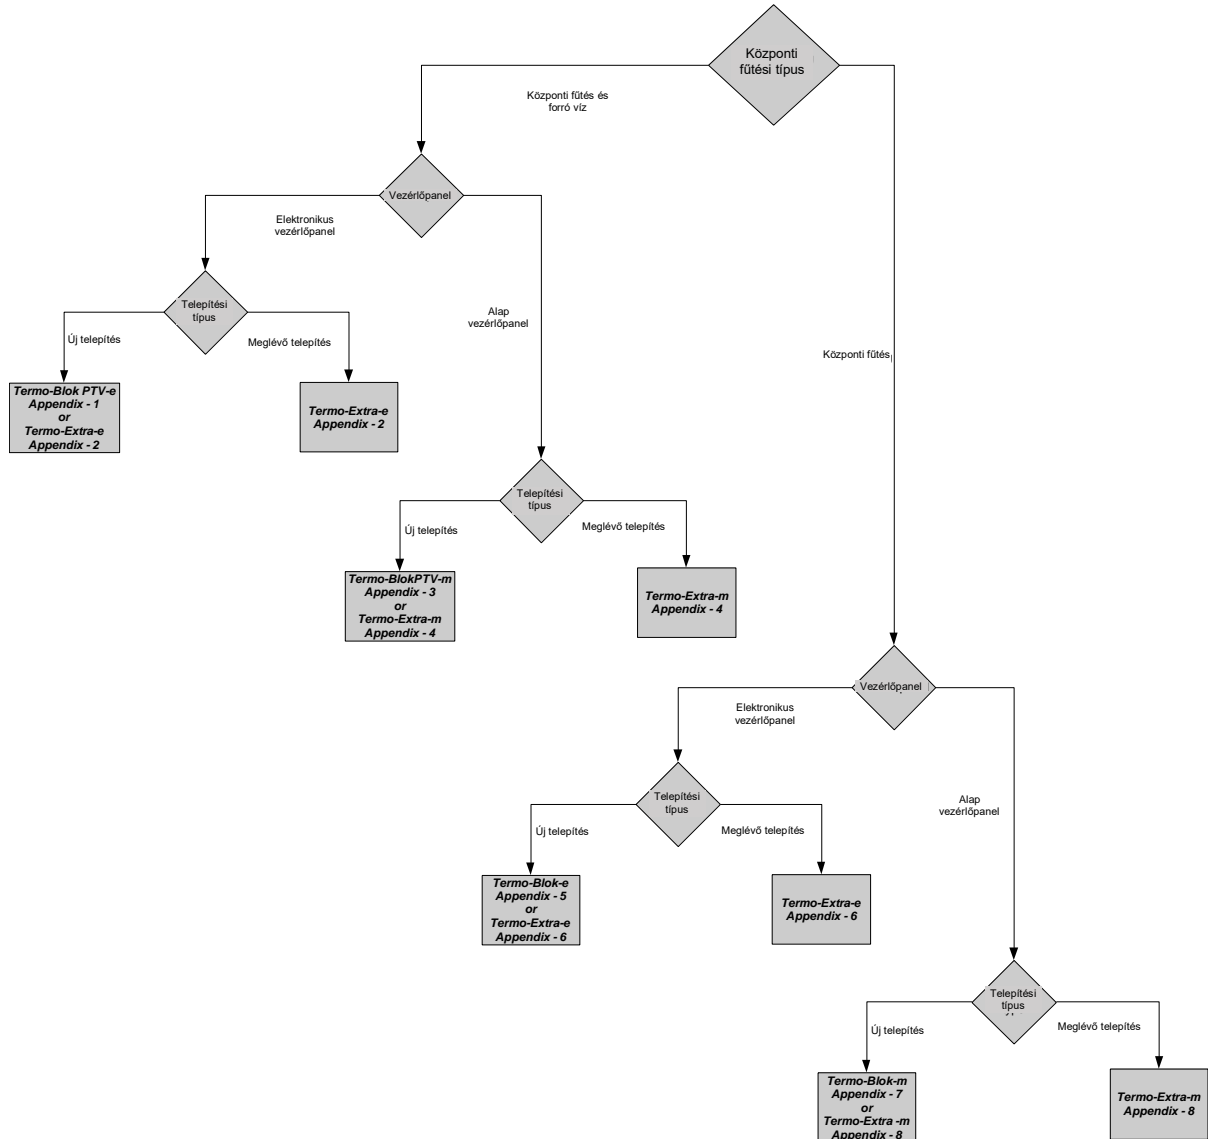 Központi
fűtési típus
Központi fűtés és
forró víz
Vezérlőpanel
Elektronikus
vezérlőpanel
Telepítési
típus
Új telepítés
Meglévő telepítés
Alap
vezérlőpanel
Központi fűtés
Termo-Blok PTV-e
Appendix - 1
or
Termo-Extra-e
Appendix - 2
Termo-Extra-e
Appendix - 2
Telepítési
típus
Új telepítés
Meglévő telepítés
Termo-BlokPTV-m
Appendix - 3
or
Termo-Extra-m
Appendix - 4
Termo-Extra-m
Appendix - 4
Vezérlőpanel
Elektronikus
vezérlőpanel
Telepítési
típus
Alap
vezérlőpanel
Új telepítés
Meglévő telepítés
Termo-Blok-e
Appendix - 5
or
Termo-Extra-e
Appendix - 6
Termo-Extra-e
Appendix - 6
Telepítési
típus
Új telepítés
Meglévő telepítés
Termo-Blok-m
Appendix - 7
or
Termo-Extra -m
Appendix - 8
Termo-Extra-m
Appendix - 8